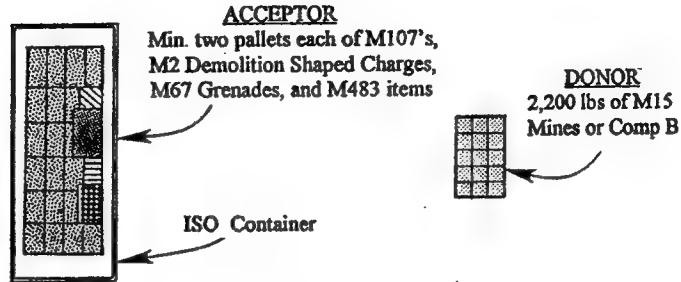 ACCEPTOR
Min. two pallets each of M107's,
M2 Demolition Shaped Charges,
M67 Grenades, and M483 items
DONOR
2,200 lbs of M15
Mines or Comp B
ISO Container